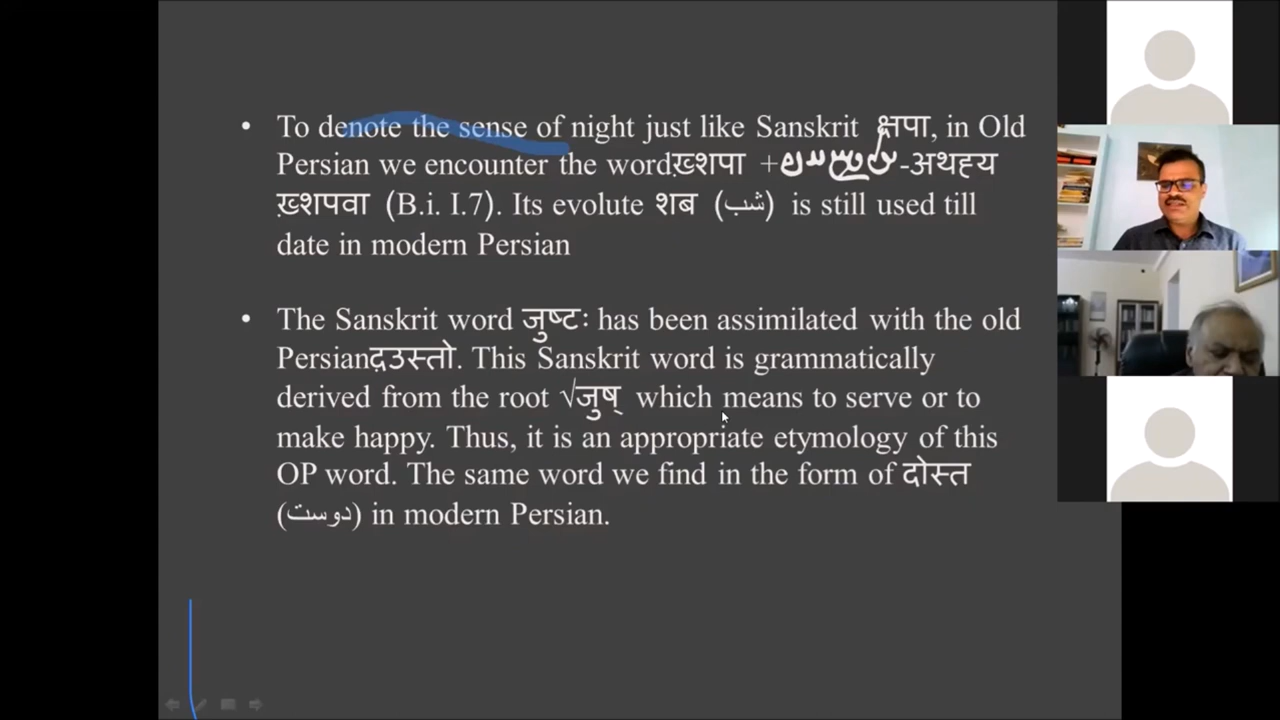 • To denote the sense of night just like Sanskrit क्षपा, in Old
Persian we encounter the wordख़्शपा + -अथह्य
ख़्शपवा (B.i. I.7). Its evolute शब (شب) is still used till
date in modern Persian
• The Sanskrit word जुष्टः has been assimilated with the old
Persianद़उस्तो. This Sanskrit word is grammatically
derived from the root √जुष् which means to serve or to
make happy. Thus, it is an appropriate etymology of this
OP word. The same word we find in the form of दोस्त
(دوست) in modern Persian.